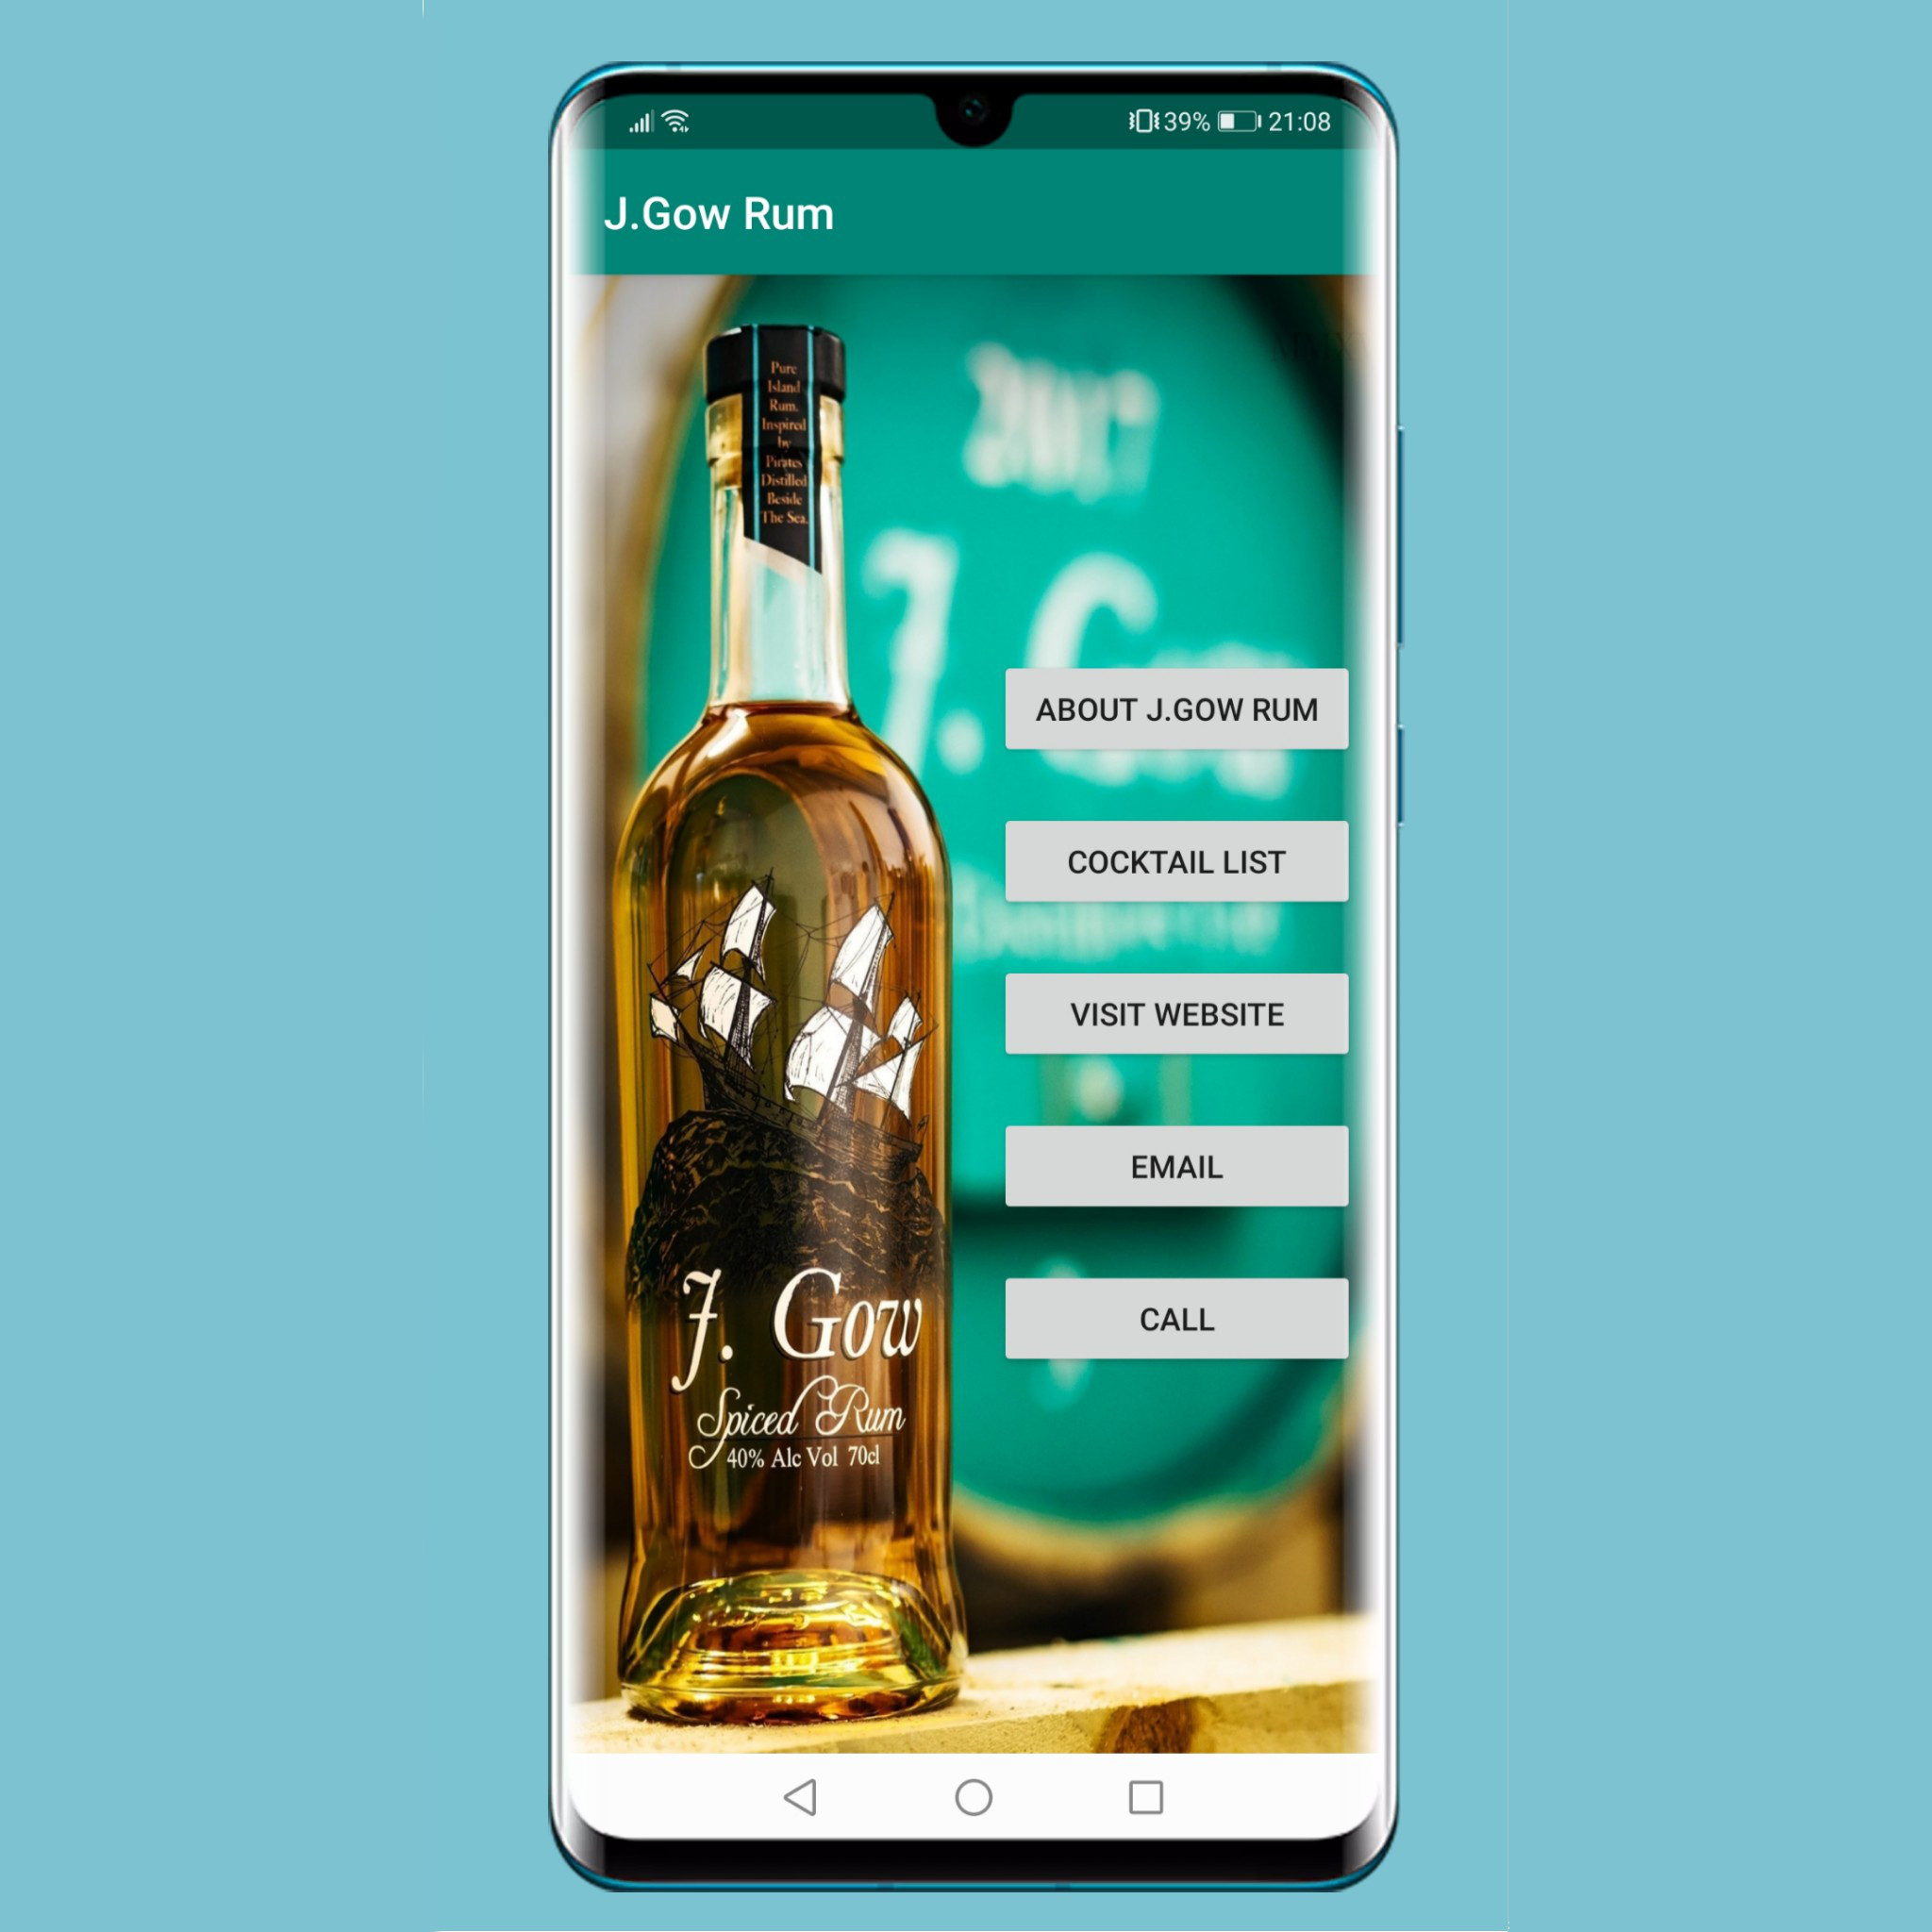 39% 21:08
J.Gow Rum
Pure
Island
Rum.
Inspired
by
Pirates
Distilled
Beside
The Sea.
J. Gow
ABOUT J.GOW RUM
COCKTAIL LIST
VISIT WEBSITE
EMAIL
CALL
J. Gow
Spiced Rum
40% Alc Vol 70cl